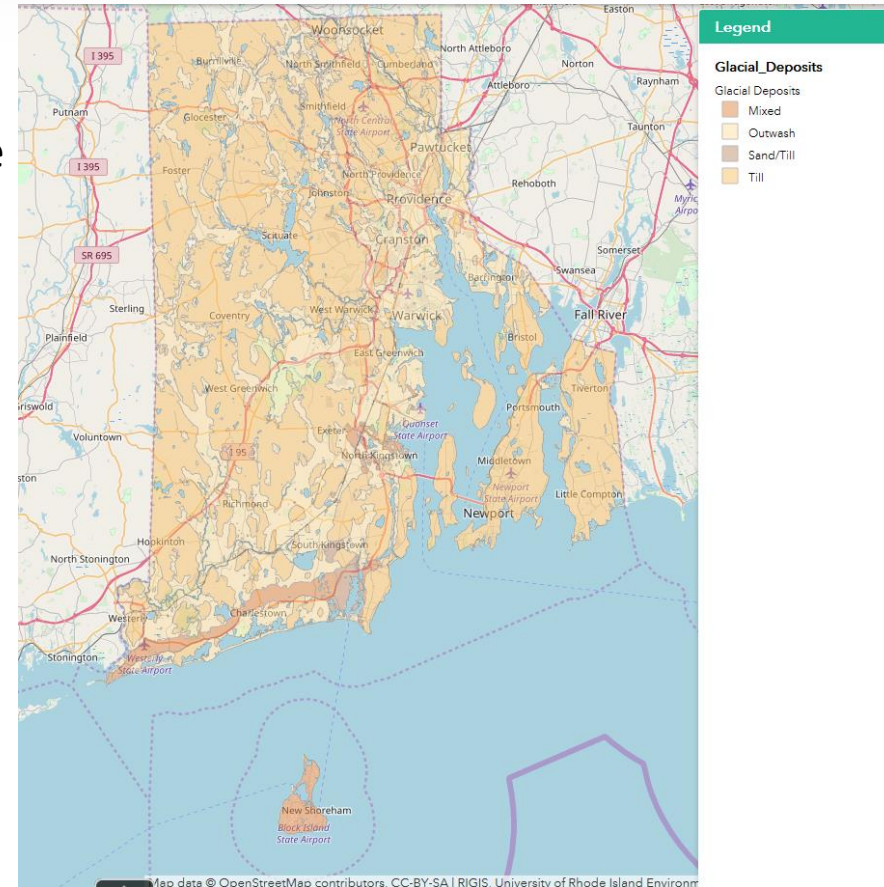 e
Easton
Woonsocket
I 395
Burrillville
North Smithfield
Cumberland
North Attleboro
Norton
Raynham
Attleboro
Putnam
Smithfield
Glocester
North Central
State Airport
Taunton
Pawtucket
I 395
Foster
North Providence
Rehoboth
Johnston
Providence
Scituate
Cranston
SR 695
Somerset
Barrington
Swansea
Sterling
Coventry
West Warwick
Warwick
Fall River
Plainfield
Bristol
East Greenwich
West Greenwich
Tiverton
Portsmouth
Griswold
Voluntown
Exeter
Quonset
State Airport
I 95
North Kingstown
Middletown
Newport
State Airport
Little Compton
Richmond
Newport
Hopkinton
South Kingstown
North Stonington
Charlestown
Westerly
Stonington
Westerly
State Airport
New Shoreham
Block Island
State Airport
Map data © OpenStreetMap contributors, CC-BY-SA | RIGIS, University of Rhode Island Environm
Legend
Glacial_Deposits
Glacial Deposits
Mixed
Outwash
Sand/Till
Till